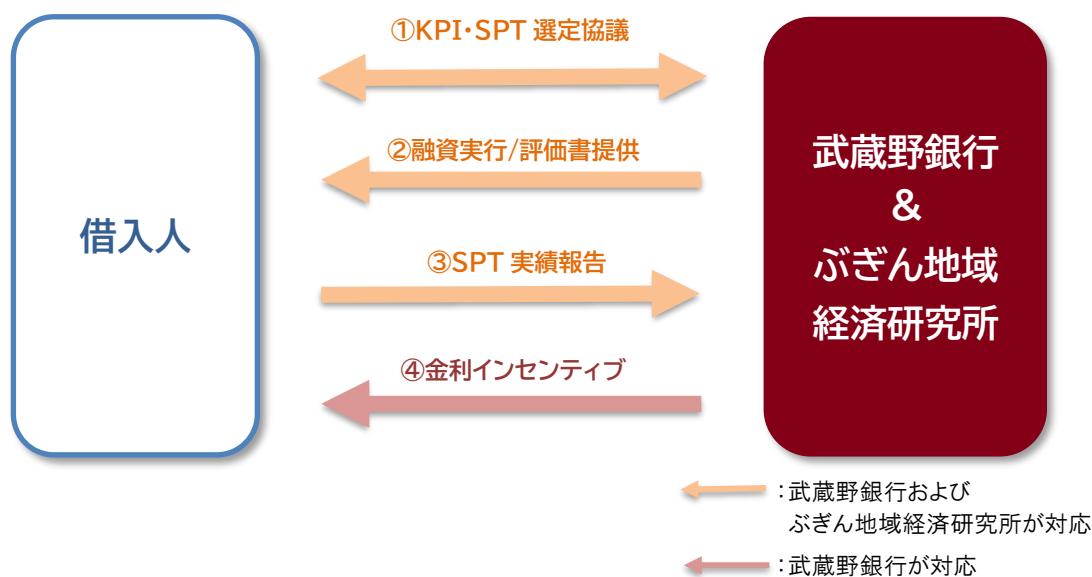 ①KPI・SPT 選定協議
②融資実行/評価書提供
借入人
③SPT 実績報告
④金利インセンティブ
武蔵野銀行
&
ぶぎん地域
経済研究所
：武蔵野銀行および
ぶぎん地域経済研究所が対応
：武蔵野銀行が対応